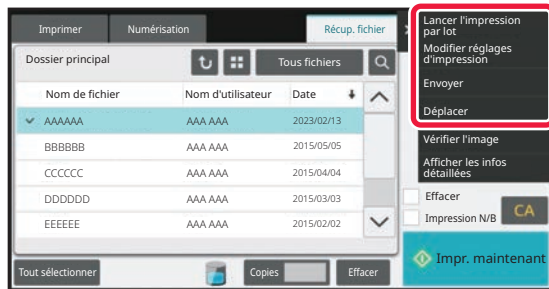 Imprimer
Numérisation
Récup. fichier
Dossier principal
Tous fichiers
Nom de fichier
Nom d'utilisateur
Date
AAAAAA
AAA AAA
2023/02/13
BBBBBB
AAA AAA
2015/05/05
CCCCCC
AAA AAA
2015/04/04
DDDDDD
AAA AAA
2015/03/03
EEEEEE
AAA AAA
2015/02/02
Tout sélectionner
Copies
Effacer
Lancer l'impression
par lot
Modifier réglages
d'impression
Envoyer
Déplacer
Vérifier l'image
Afficher les infos
détaillées
Effacer
Impression N/B
CA
Impr. maintenant